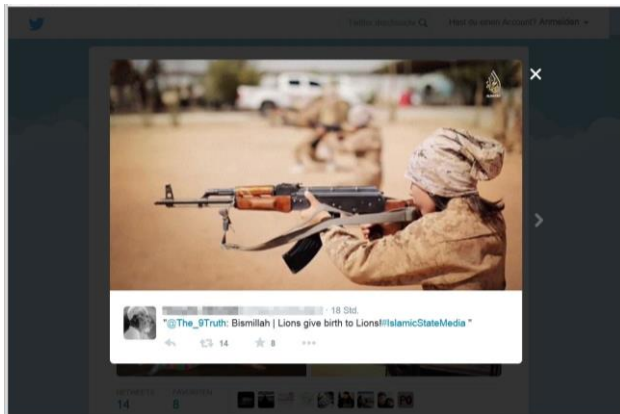 Hast du einen Account? Anmelden
18 Std.
"@The_9Truth: Bismillah | Lions give birth to Lions!#IslamicStateMedia "
14
8
14
8